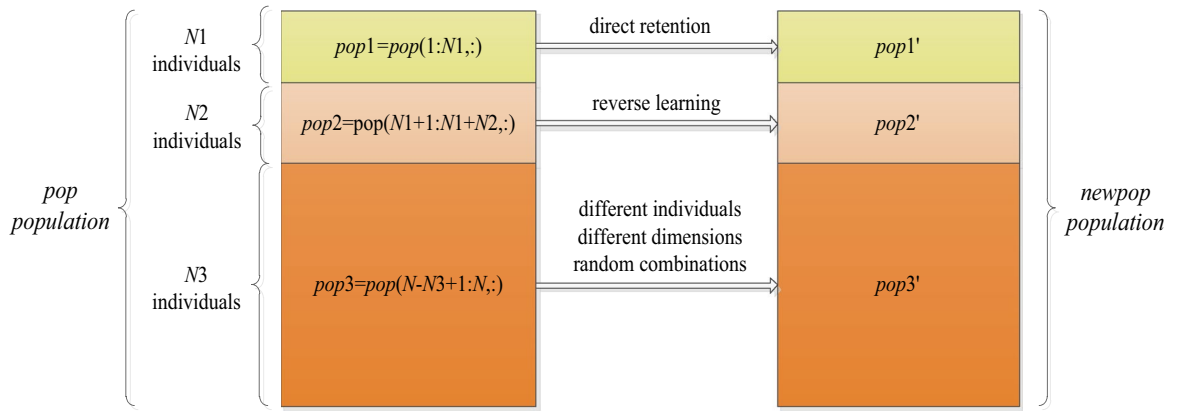 pop
population
N1
individuals
N2
individuals
N3
individuals
pop1=pop(1:N1,:)
pop2=pop(N1+1:N1+N2,:)
pop3=pop(N-N3+1:N,:)
direct retention
reverse learning
different individuals
different dimensions
random combinations
pop1'
pop2'
pop3'
newpop
population